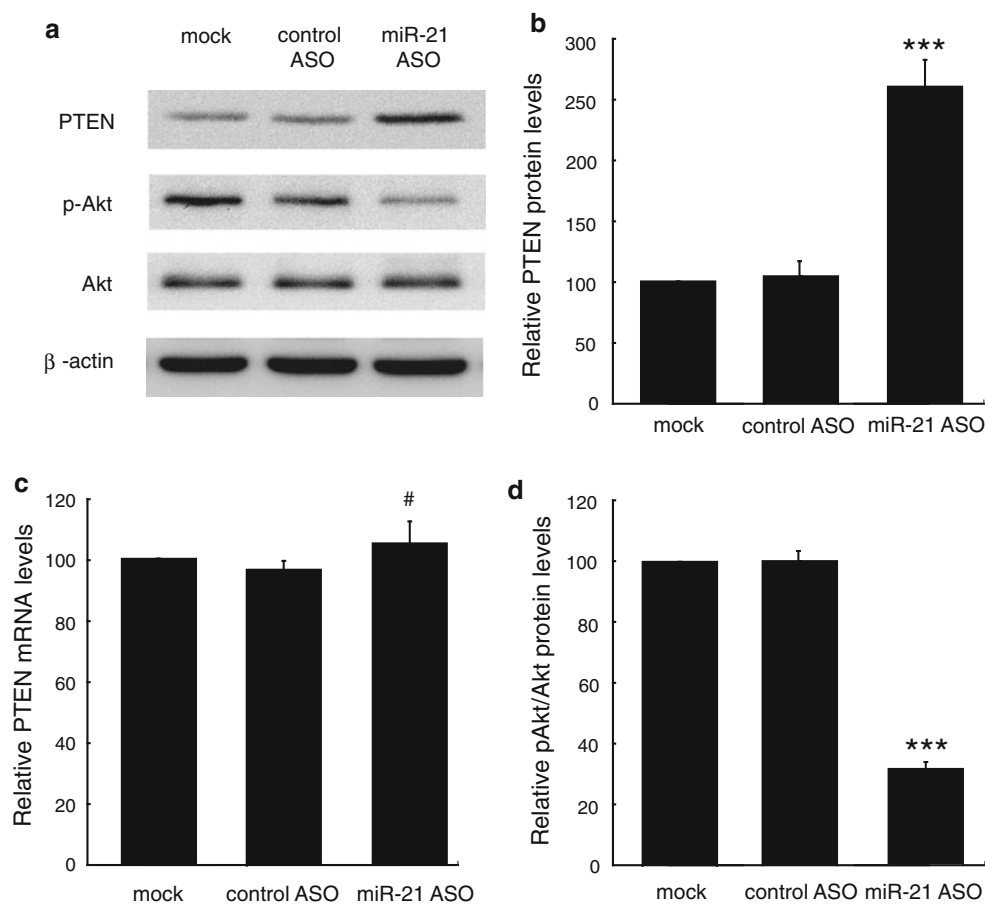 a
mock control ASO miR-21 ASO
PTEN
p-Akt
Akt
β -actin
b
Relative PTEN protein levels
300
250
200
150
100
50
0
***
mock control ASO miR-21 ASO
c
Relative PTEN mRNA levels
120
100
80
60
40
20
0
#
mock control ASO miR-21 ASO
d
Relative pAkt/Akt protein levels
120
100
80
60
40
20
0
***
mock control ASO miR-21 ASO